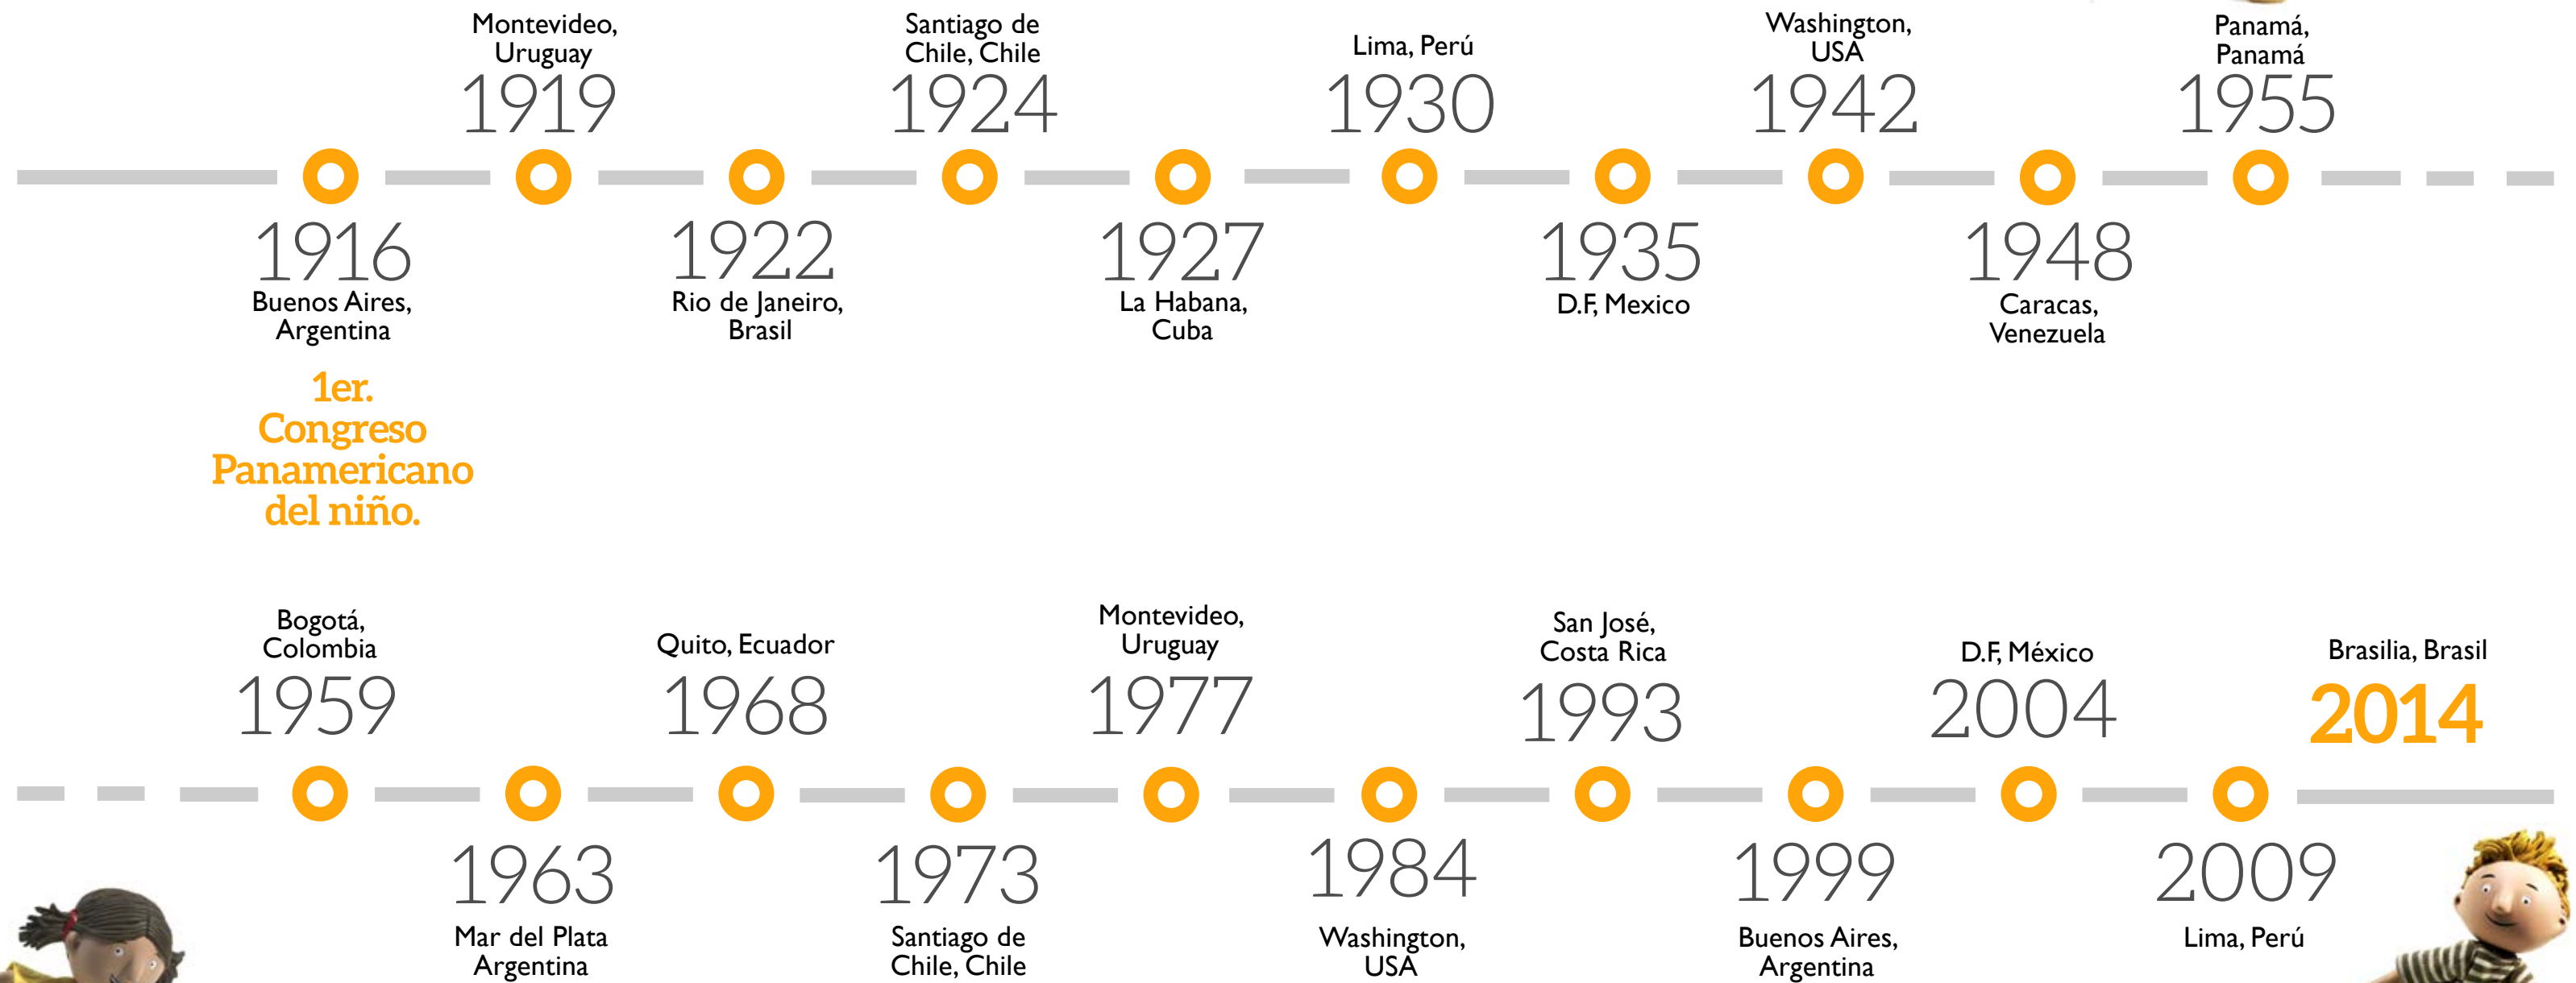 Montevideo,
Uruguay
1919
Santiago de
Chile, Chile
1924
Lima, Perú
1930
Washington,
USA
1942
Panamá,
Panamá
1955
1916
Buenos Aires,
Argentina
1922
Rio de Janeiro,
Brasil
1927
La Habana,
Cuba
1935
D.F, Mexico
1948
Caracas,
Venezuela
1er.
Congreso
Panamericano
del niño.
Bogotá,
Colombia
1959
Quito, Ecuador
1968
Montevideo,
Uruguay
1977
San José,
Costa Rica
1993
D.F, México
2004
Brasilia, Brasil
2014
1963
Mar del Plata
Argentina
1973
Santiago de
Chile, Chile
1984
Washington,
USA
1999
Buenos Aires,
Argentina
2009
Lima, Perú